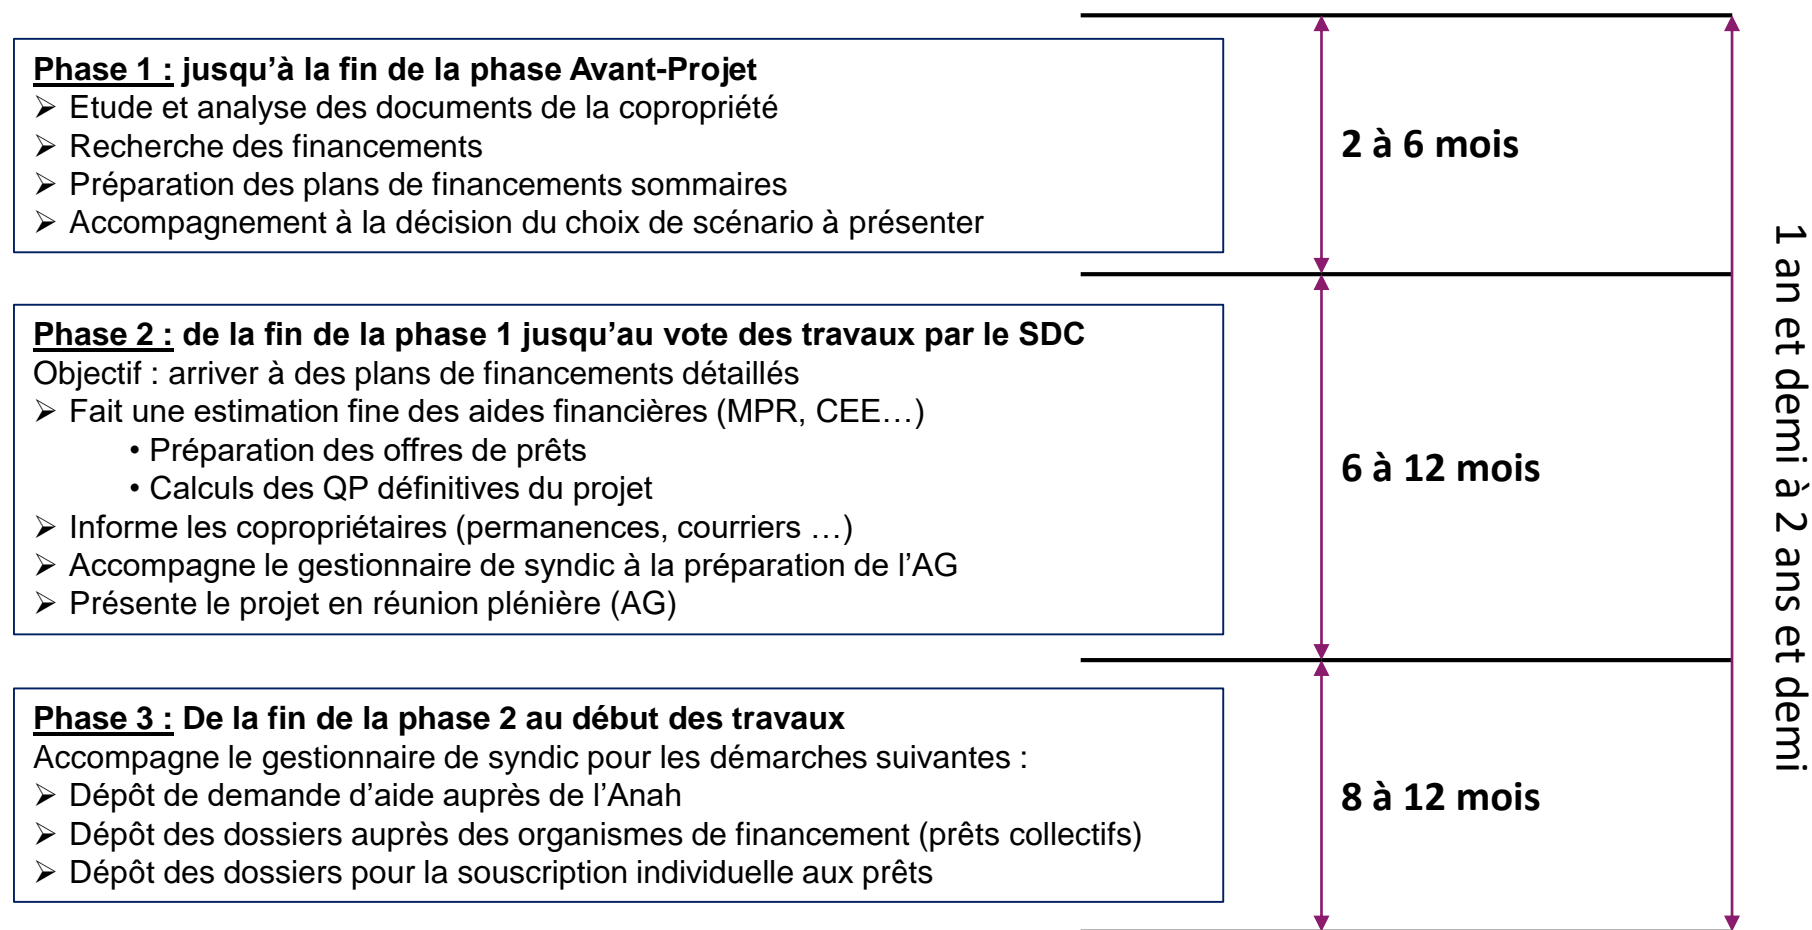 Phase 1 : jusqu’à la fin de la phase Avant-Projet
➢ Etude et analyse des documents de la copropriété
➢ Recherche des financements
➢ Préparation des plans de financements sommaires
➢ Accompagnement à la décision du choix de scénario à présenter
2 à 6 mois
Phase 2 : de la fin de la phase 1 jusqu’au vote des travaux par le SDC
Objectif : arriver à des plans de financements détaillés
➢ Fait une estimation fine des aides financières (MPR, CEE…)
• Préparation des offres de prêts
• Calculs des QP définitives du projet
➢ Informe les copropriétaires (permanences, courriers …)
➢ Accompagne le gestionnaire de syndic à la préparation de l’AG
➢ Présente le projet en réunion plénière (AG)
6 à 12 mois
Phase 3 : De la fin de la phase 2 au début des travaux
Accompagne le gestionnaire de syndic pour les démarches suivantes :
➢ Dépôt de demande d’aide auprès de l’Anah
➢ Dépôt des dossiers auprès des organismes de financement (prêts collectifs)
➢ Dépôt des dossiers pour la souscription individuelle aux prêts
8 à 12 mois
1 an et demi à 2 ans et demi